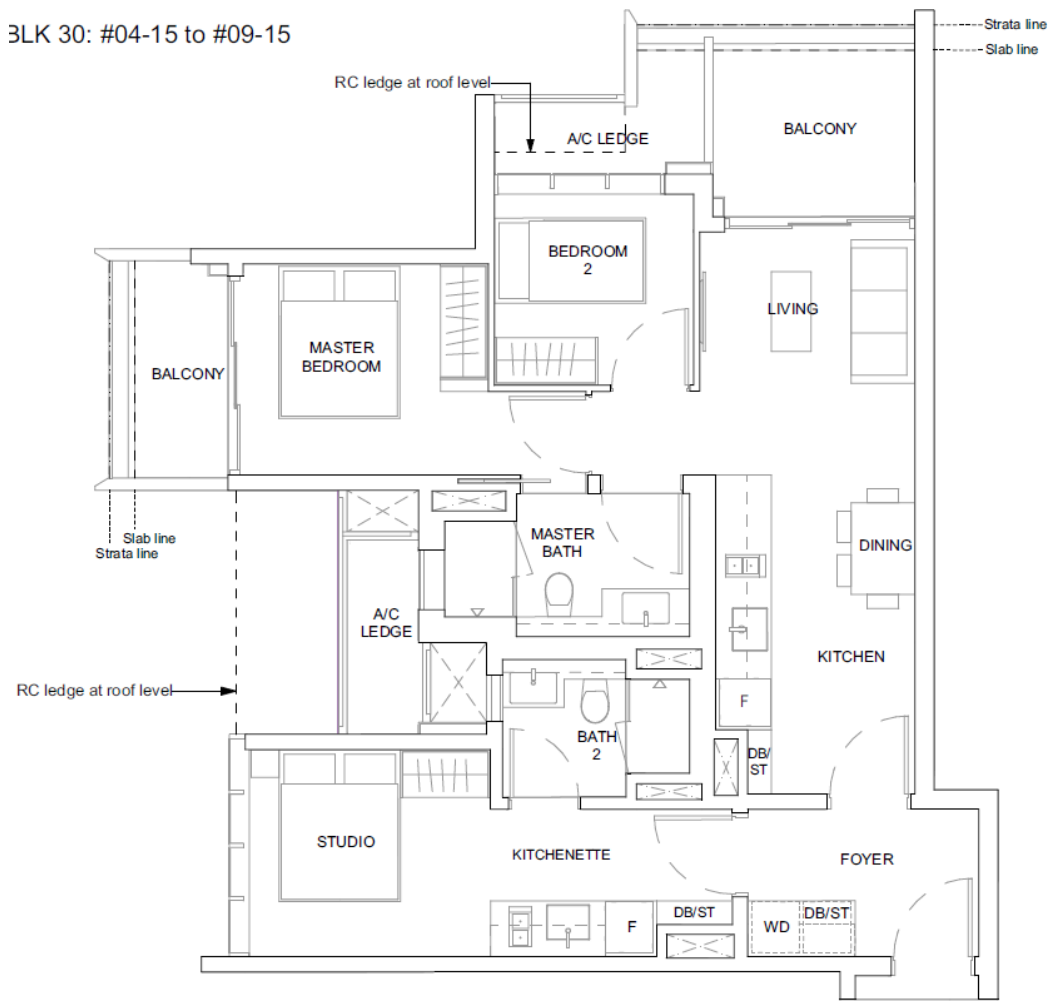 BLK 30: #04-15 to #09-15
Strata line
Slab line
RC ledge at roof level
A/C LEDGE
BALCONY
BEDROOM
2
LIVING
MASTER
BEDROOM
BALCONY
Slab line
Strata line
MASTER
BATH
DINING
A/C
LEDGE
KITCHEN
RC ledge at roof level
F
BATH
2
DB/
ST
STUDIO
KITCHENETTE
FOYER
F
DB/ST
WD
DB/ST